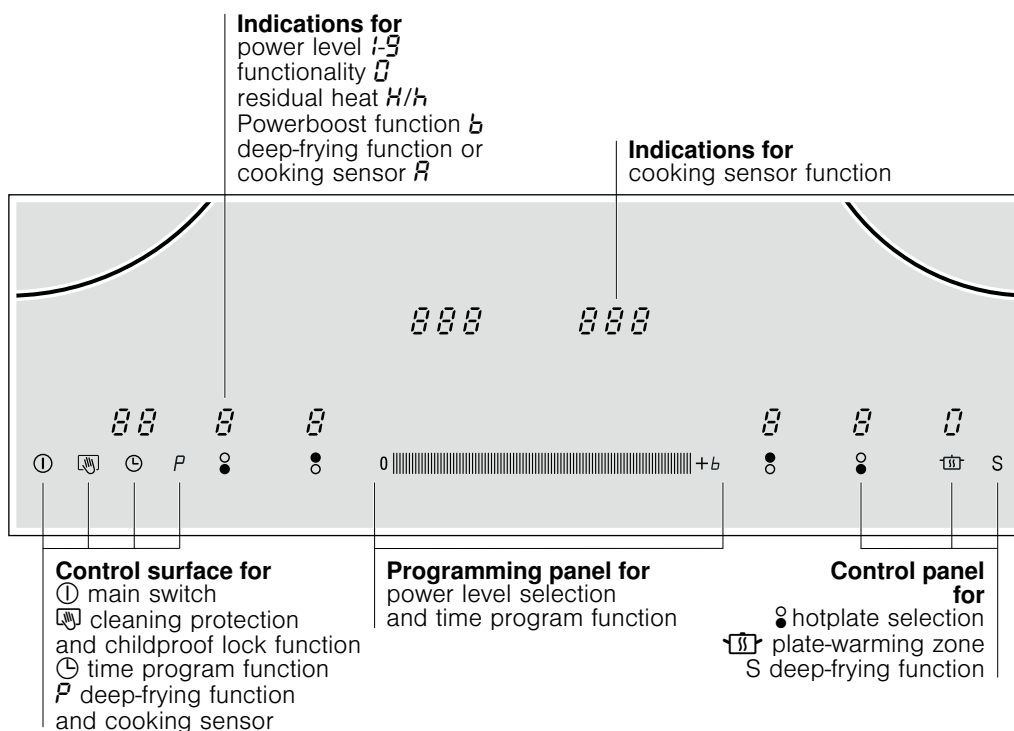 Indications for
power level 1-9
functionality 0
residual heat H/h
Powerboost function b
deep-frying function or
cooking sensor A
Indications for
cooking sensor function
888 888
88 8 8 8 8 0
P 0 +b S
Control surface for
main switch
cleaning protection
and childproof lock function
time program function
P deep-frying function
and cooking sensor
Programming panel for
power level selection
and time program function
Control panel
for
hotplate selection
plate-warming zone
S deep-frying function